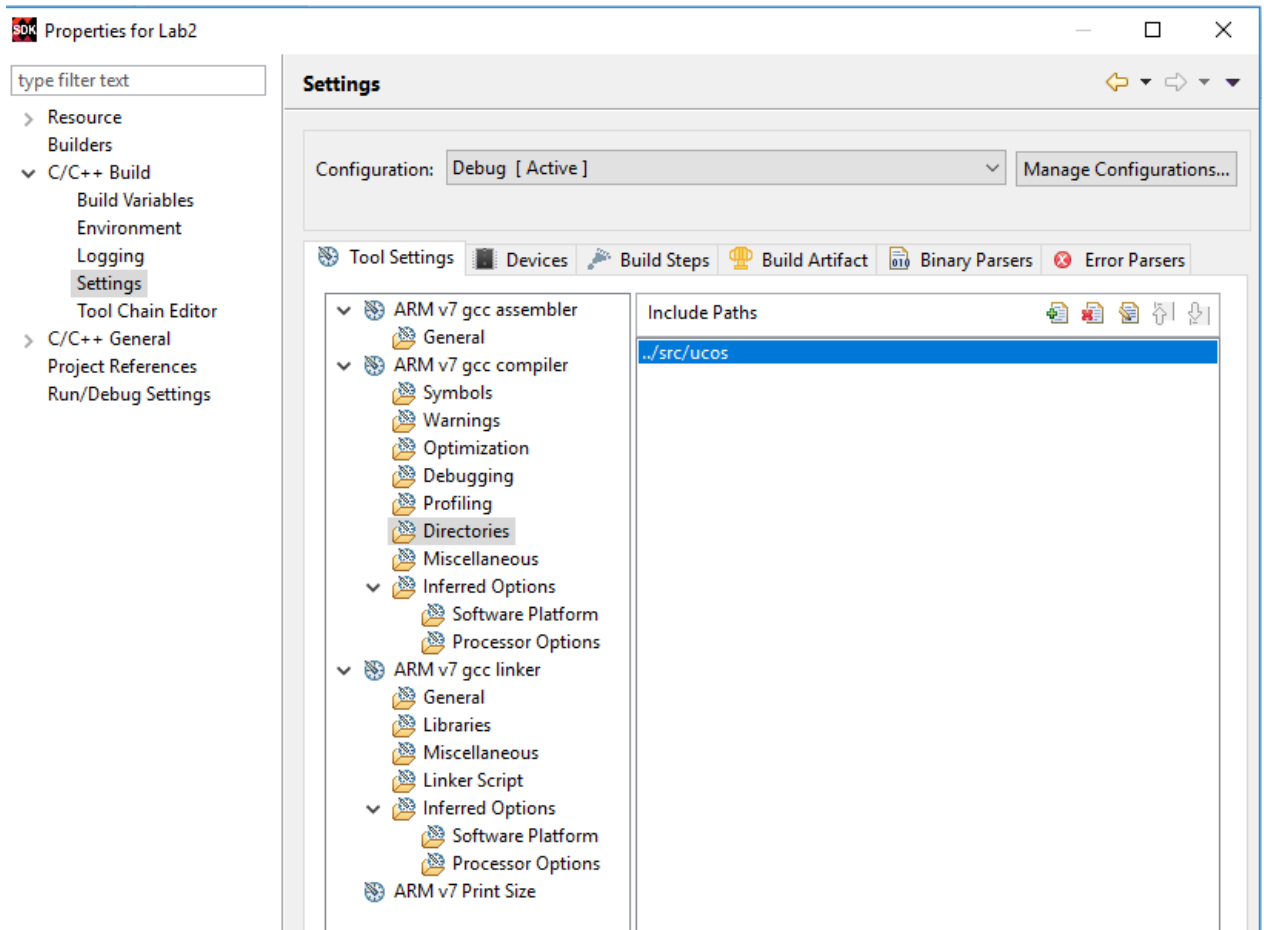 SDK Properties for Lab2
type filter text
Resource
Builders
C/C++ Build
Build Variables
Environment
Logging
Settings
Tool Chain Editor
C/C++ General
Project References
Run/Debug Settings
Settings
Configuration: Debug [ Active ] Manage Configurations...
Tool Settings Devices Build Steps Build Artifact 010 Binary Parsers Error Parsers
ARM v7 gcc assembler
General
ARM v7 gcc compiler
Symbols
Warnings
Optimization
Debugging
Profiling
Directories
Miscellaneous
Inferred Options
Software Platform
Processor Options
ARM v7 gcc linker
General
Libraries
Miscellaneous
Linker Script
Inferred Options
Software Platform
Processor Options
ARM v7 Print Size
Include Paths
../src/ucos